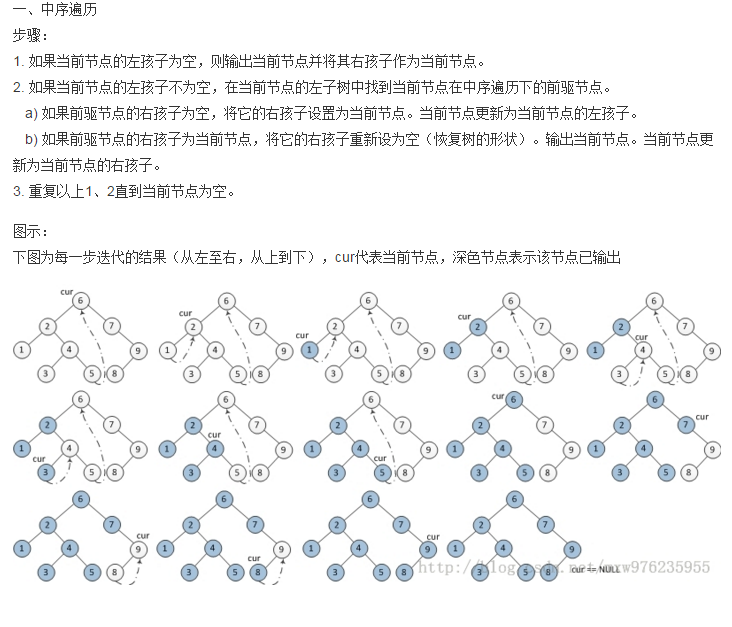 一、中序遍历
步骤：
1. 如果当前节点的左孩子为空，则输出当前节点并将其右孩子作为当前节点。
2. 如果当前节点的左孩子不为空，在当前节点的左子树中找到当前节点在中序遍历下的前驱节点。
a) 如果前驱节点的右孩子为空，将它的右孩子设置为当前节点。当前节点更新为当前节点的左孩子。
b) 如果前驱节点的右孩子为当前节点，将它的右孩子重新设为空（恢复树的形状）。输出当前节点。当前节点更
新为当前节点的右孩子。
3. 重复以上1、2直到当前节点为空。
图示：
下图为每一步迭代的结果（从左至右，从上到下），cur代表当前节点，深色节点表示该节点已输出
cur 6
2 7
1 4 9
3 5 8
6
cur 2 7
1 4 9
3 5 8
6
2 7
cur 1 4 9
3 5 8
6
cur 2 7
1 4 9
3 5 8
6
2 7
cur
1 4 9
3 5 8
6
2 7
1 4 9
cur 3 5 8
6
2 7
cur
1 4 9
3 5 8
6
2 7
1 4 9
cur
3 5 8
cur 6
2 7
1 4 9
3 5 8
6
2 7 cur
1 4 9
3 5 8
6
2 7
cur
1 4 9
3 5 8
6
2 7
1 4 9
cur
3 5 8
6
2 7
cur
1 4 9
3 5 8
6
2 7
1 4 9
3 5 8 cur == NULL